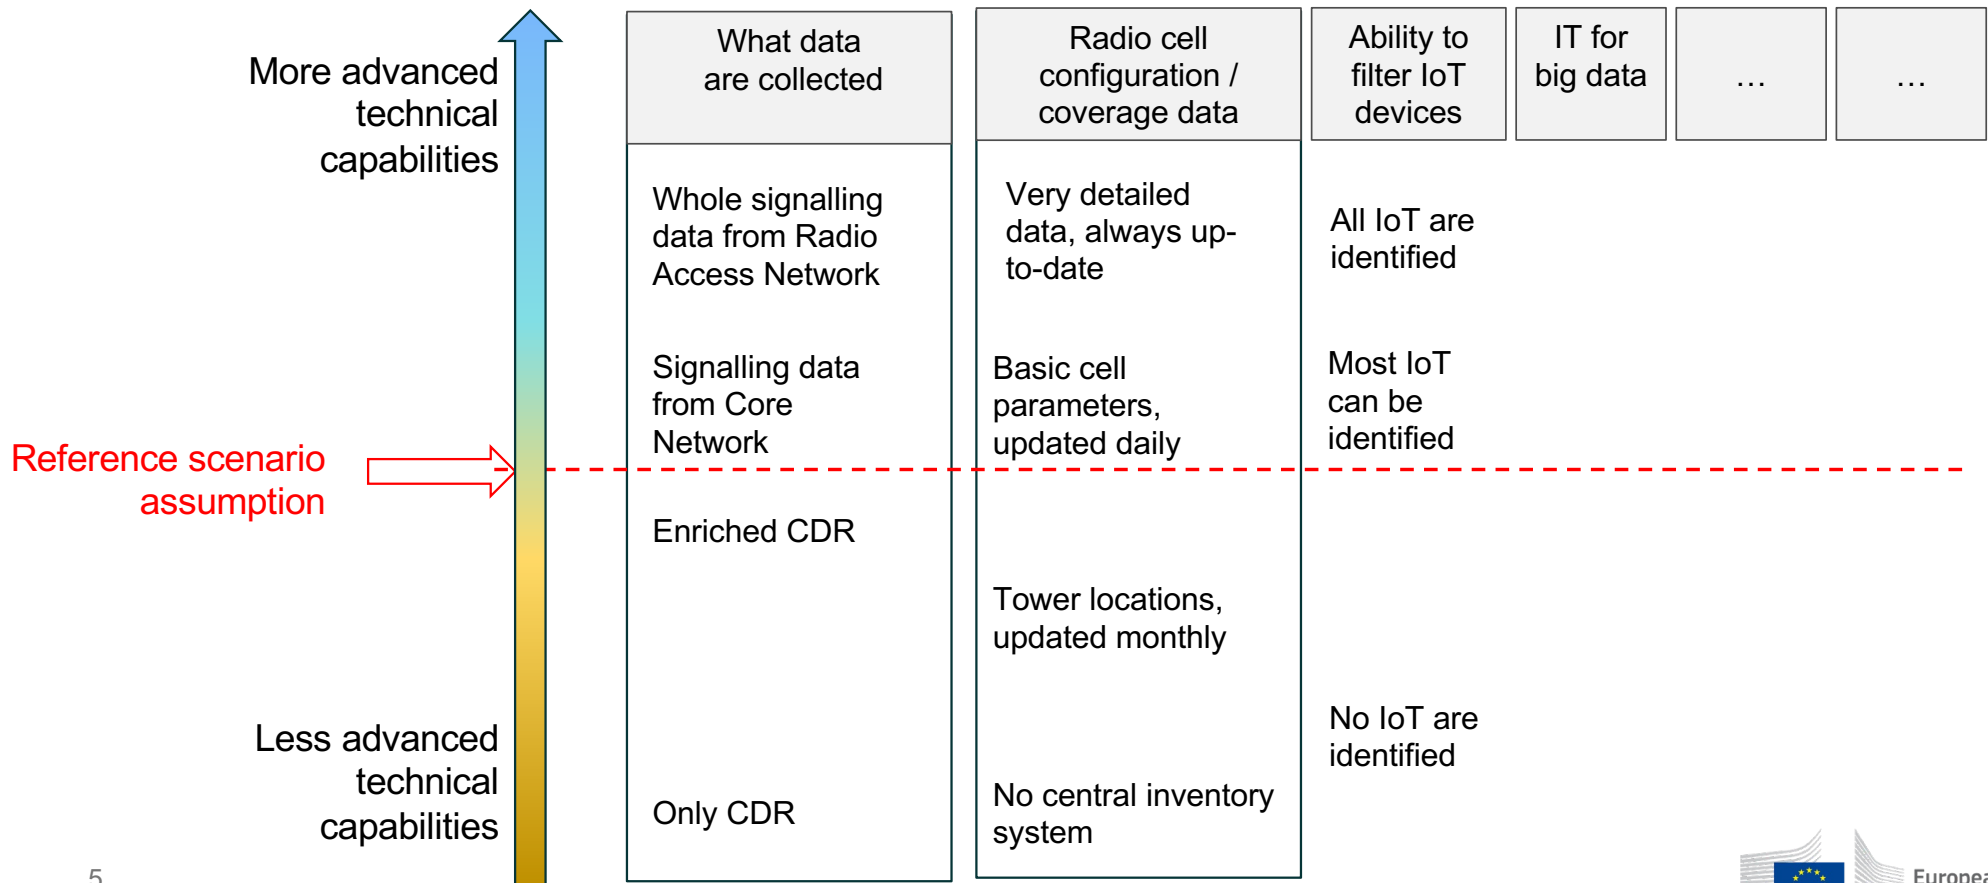 More advanced
technical
capabilities
What data
are collected
Radio cell
configuration /
coverage data
Ability to
filter IoT
devices
IT for
big data
…
…
Whole signalling
data from Radio
Access Network
Very detailed
data, always up-
to-date
All IoT are
identified
Signalling data
from Core
Network
Basic cell
parameters,
updated daily
Most IoT
can be
identified
Reference scenario
assumption
Enriched CDR
Tower locations,
updated monthly
Less advanced
technical
capabilities
No IoT are
identified
Only CDR
No central inventory
system
5
Europea